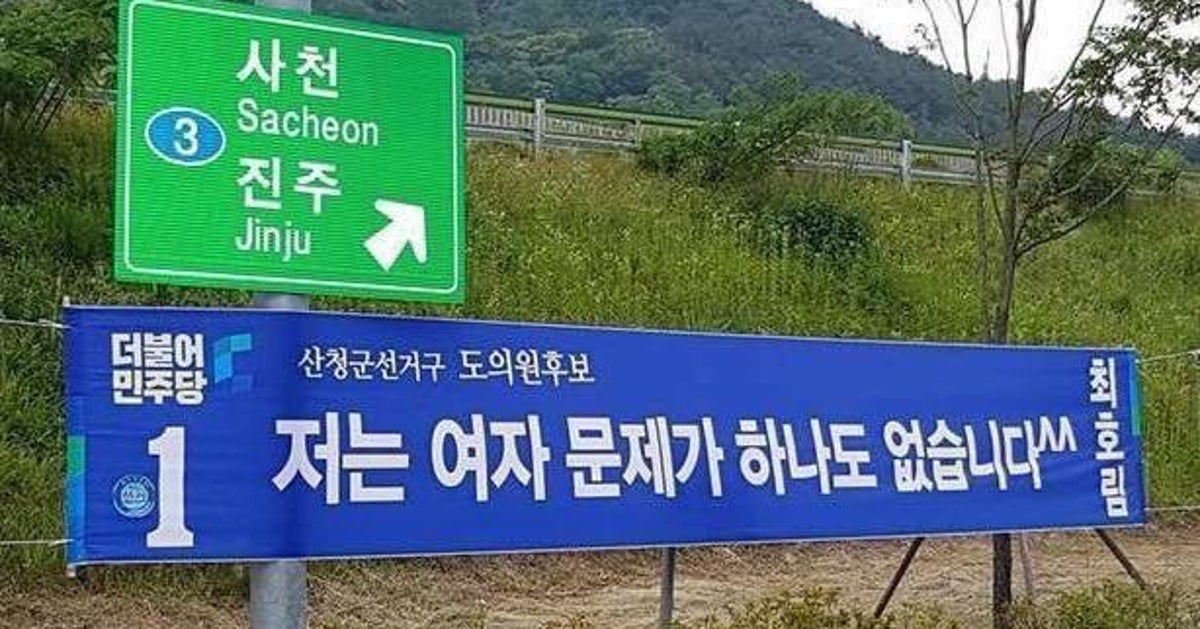 사천
Sacheon
3
진주
Jinju
더불어
민주당
1
산청군선거구 도의원후보
저는 여자 문제가 하나도 없습니다^^
최호림